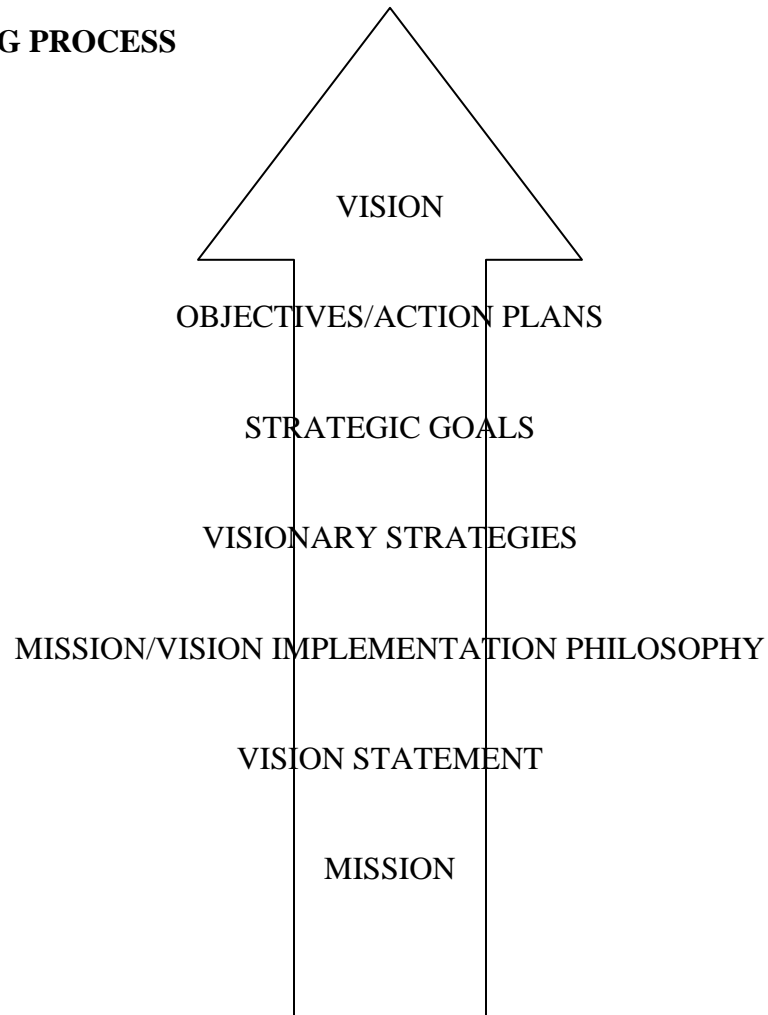 G PROCESS
VISION
OBJECTIVES/ACTION PLANS
STRATEGIC GOALS
VISIONARY STRATEGIES
MISSION/VISION IMPLEMENTATION PHILOSOPHY
VISION STATEMENT
MISSION